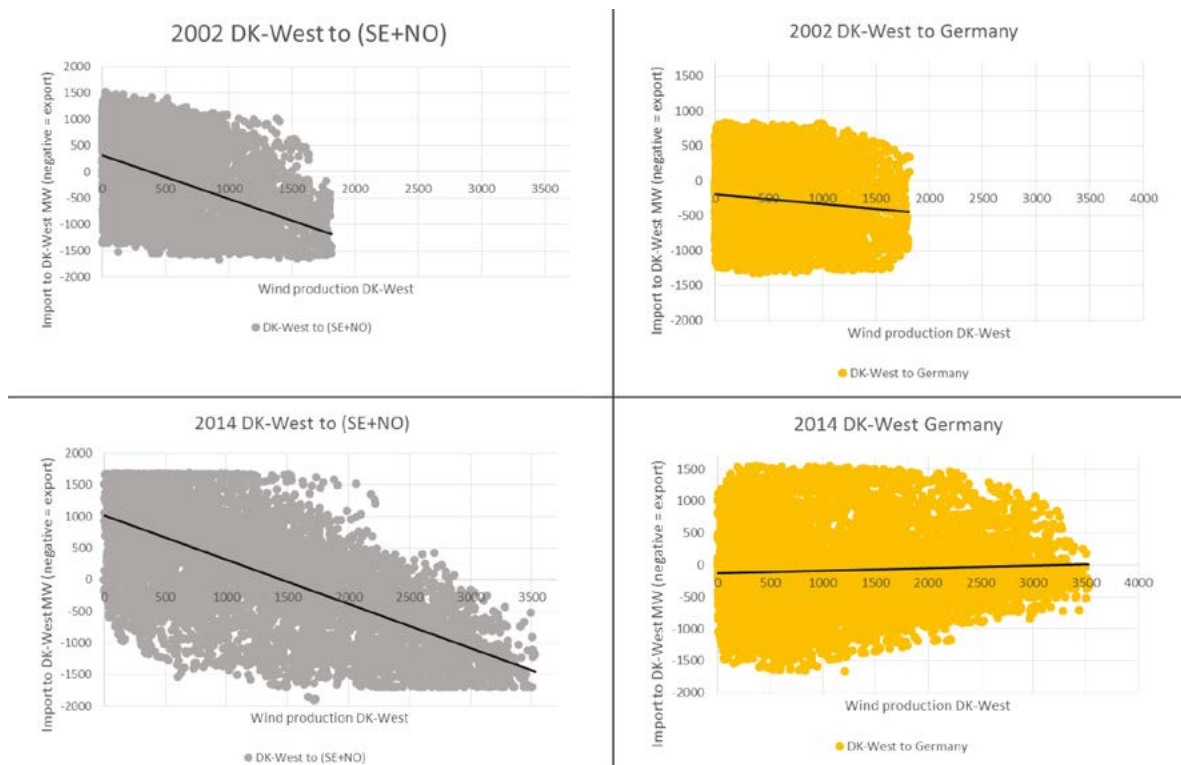 2002 DK-West to (SE+NO)
Import to DK-West MW (negative = export)
2000
1500
1000
500
0
-500
-1000
-1500
-2000
0 500 1000 1500 2000 2500 3000 3500
Wind production DK-West
DK-West to (SE+NO)
2002 DK-West to Germany
Import to DK-West MW (negative = export)
1500
1000
500
0
-500
-1000
-1500
-2000
0 500 1000 1500 2000 2500 3000 3500 4000
Wind production DK-West
DK-West to Germany
2014 DK-West to (SE+NO)
Import to DK-West MW (negative = export)
2000
1500
1000
500
0
-500
-1000
-1500
-2000
0 500 1000 1500 2000 2500 3000 3500
Wind production DK-West
DK-West to (SE+NO)
2014 DK-West Germany
Import to DK-West MW (negative = export)
1500
1000
500
0
-500
-1000
-1500
-2000
0 500 1000 1500 2000 2500 3000 3500 4000
Wind production DK-West
DK-West to Germany